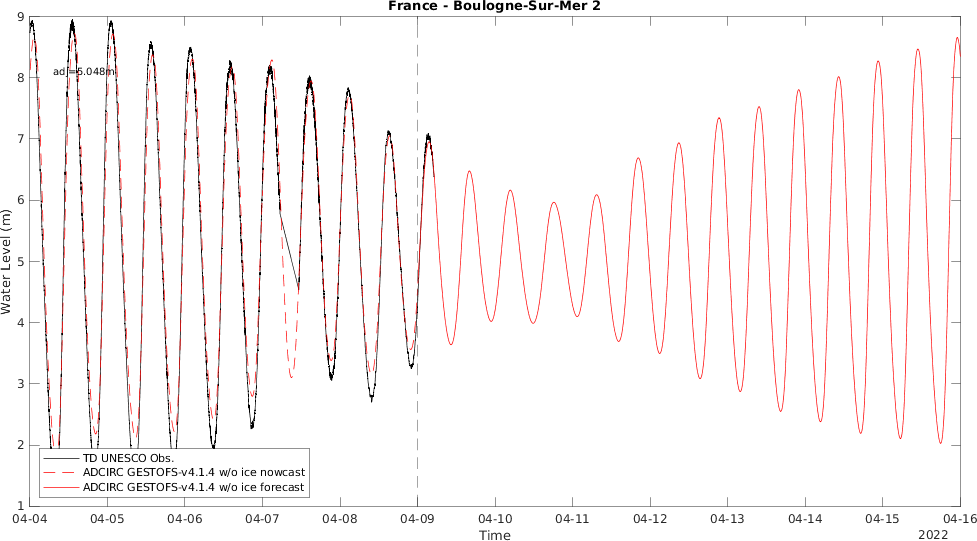 France - Boulogne-Sur-Mer 2
9
adj=5.048m
8
7
6
5
4
3
2
1
Water Level (m)
TD UNESCO Obs.
ADCIRC GESTOFS-v4.1.4 w/o ice nowcast
ADCIRC GESTOFS-v4.1.4 w/o ice forecast
04-04 04-05 04-06 04-07 04-08 04-09 04-10 04-11 04-12 04-13 04-14 04-15 04-16
Time
2022